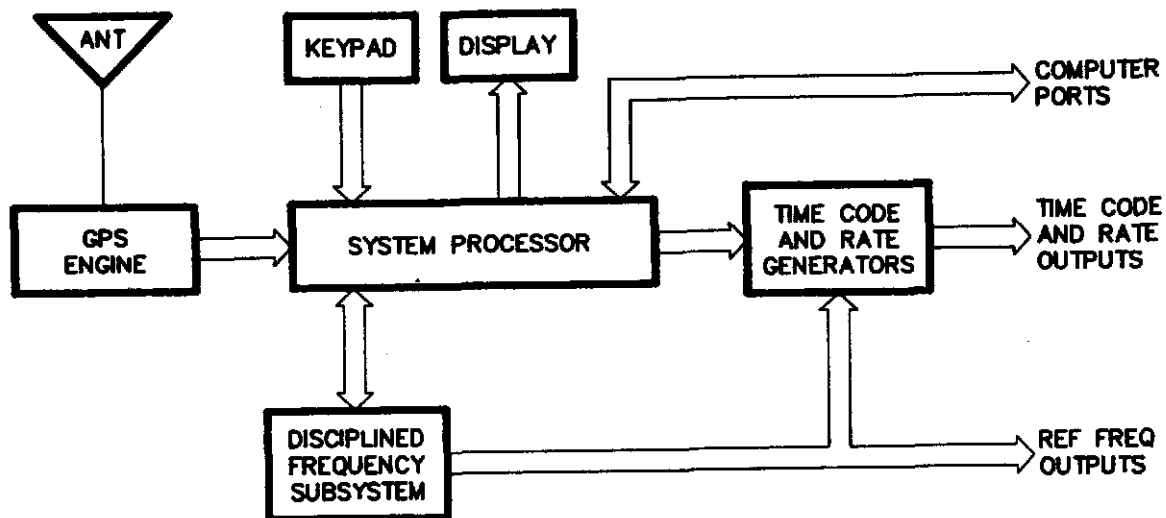 ANT
KEYPAD
DISPLAY
COMPUTER
PORTS
GPS
ENGINE
SYSTEM PROCESSOR
TIME CODE
AND RATE
GENERATORS
TIME CODE
AND RATE
OUTPUTS
DISCIPLINED
FREQUENCY
SUBSYSTEM
REF FREQ
OUTPUTS